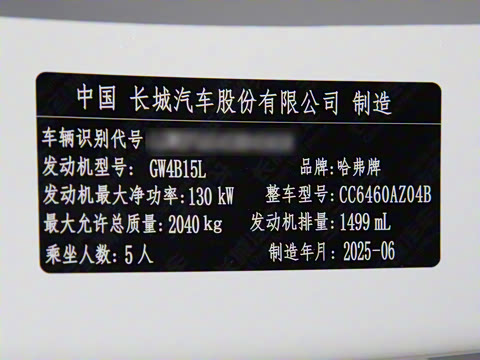 中国 长城汽车股份有限公司 制造
车辆识别代号
发动机型号: GW4B15L 品牌:哈弗牌
发动机最大净功率:130 kW 整车型号:CC6460AZ04B
最大允许总质量:2040kg 发动机排量:1499 mL
乘坐人数:5人 制造年月:2025-06